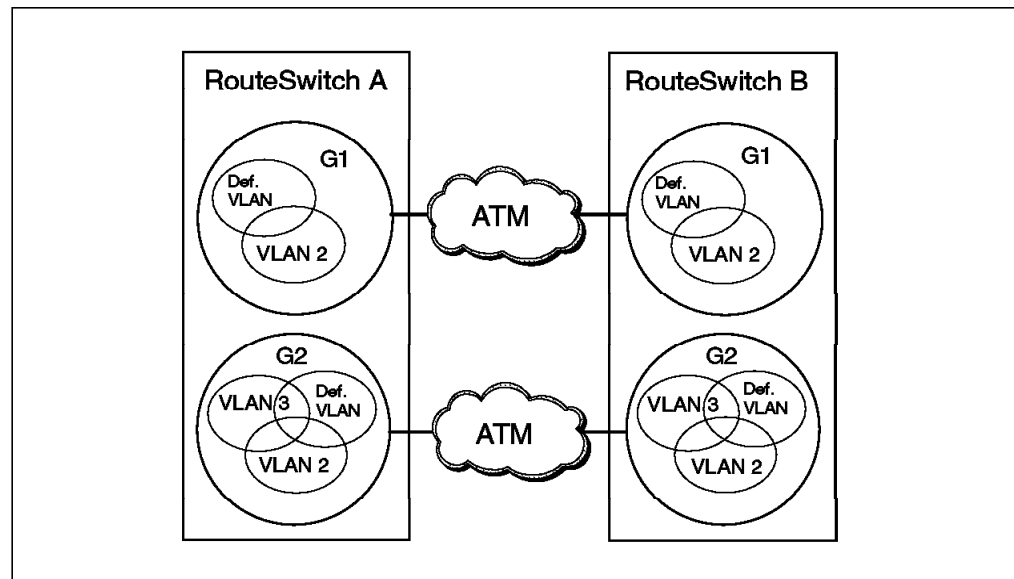 RouteSwitch A
G1
Def.
VLAN
VLAN 2
G2
VLAN 3
Def.
VLAN
VLAN 2
ATM
ATM
RouteSwitch B
G1
Def.
VLAN
VLAN 2
G2
VLAN 3
Def.
VLAN
VLAN 2